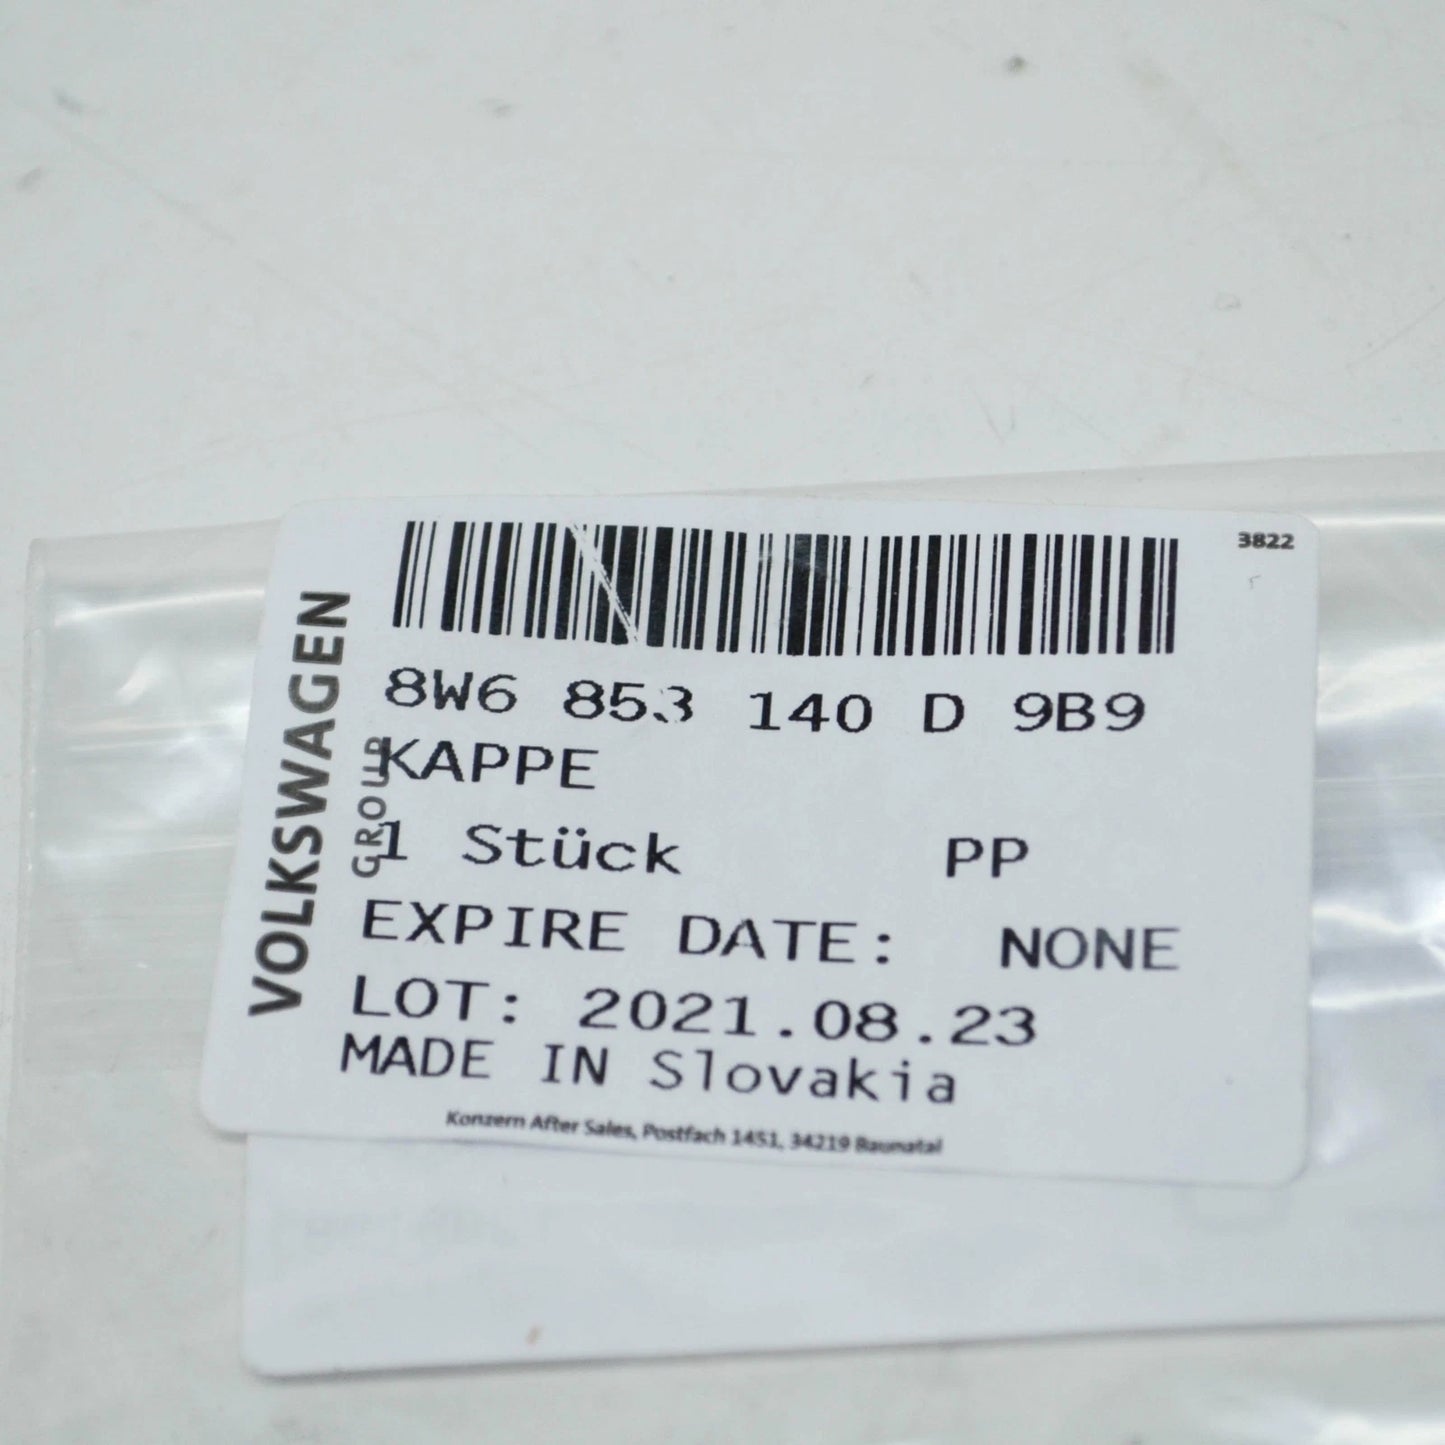 3822
8W6 853 140 D 9B9
KAPPE
1 Stück PP
EXPIRE DATE: NONE
LOT: 2021.08.23
MADE IN Slovakia
Konzern After Sales, Postfach 1451, 34219 Baunatal
VOLKSWAGEN
GROUP